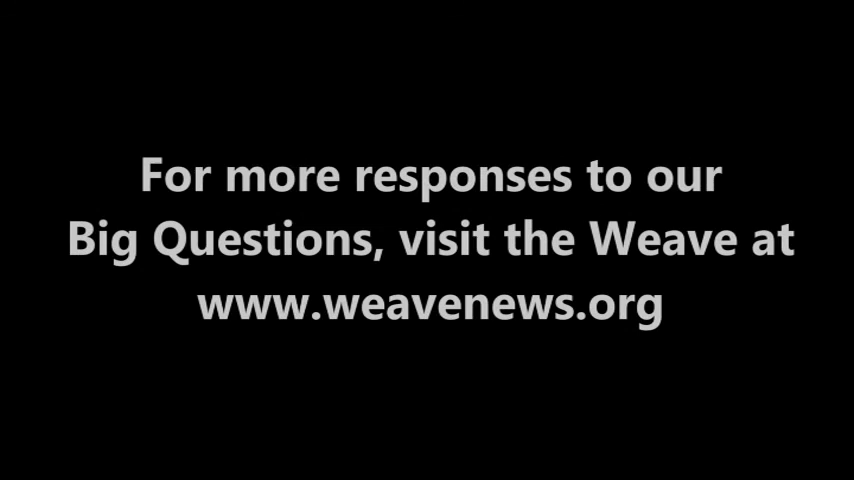 For more responses to our
Big Questions, visit the Weave at
www.weavenews.org